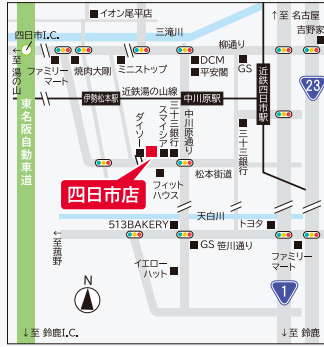 イオン尾平店
↑至 名古屋
三滝川
吉野家
四日市I.C.
柳通り
←至 湯の山
ファミリーマート
焼肉大剛
ミニストップ
DCM
平安閣
GS
近鉄四日市駅
23
近鉄湯の山線
伊勢松本駅
中川原駅
東名阪自動車道
ダイソー
スマイシア
三十三銀行
中川原通り
三十三銀行
四日市店
フィットハウス
松本街道
天白川
513BAKERY
トヨタ
←至 菰野
GS
笹川通り
イエローハット
ファミリーマート
N
1
↓至 鈴鹿I.C.
↓至 鈴鹿